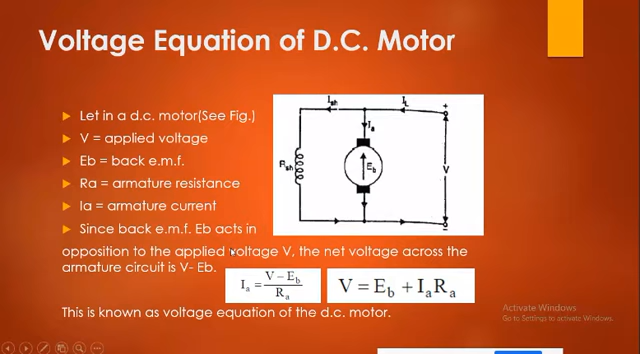 Voltage Equation of D.C. Motor
Let in a d.c. motor(See Fig.)
V = applied voltage
Eb = back e.m.f.
Ra = armature resistance
Ia = armature current
Since back e.m.f. Eb acts in
opposition to the applied voltage V, the net voltage across the
armature circuit is V- Eb.
Ish
IL
+
Ia
Rsh
Eb
V
−
Ia = V − Eb / Ra
V = Eb + IaRa
This is known as voltage equation of the d.c. motor.
Activate Windows
Go to Settings to activate Windows.